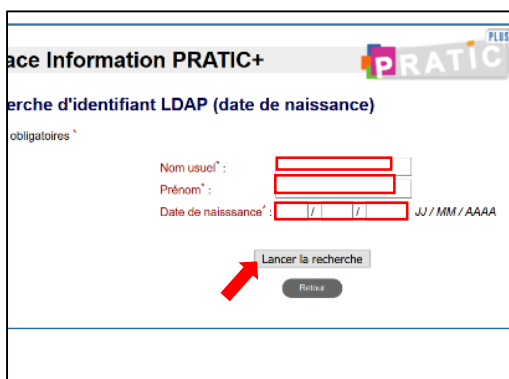 PLUS
ace Information PRATIC+
PRATIC
erche d'identifiant LDAP (date de naissance)
obligatoires *
Nom usuel* :
Prénom* :
Date de naisssance* : / / JJ / MM / AAAA
Lancer la recherche
Retour